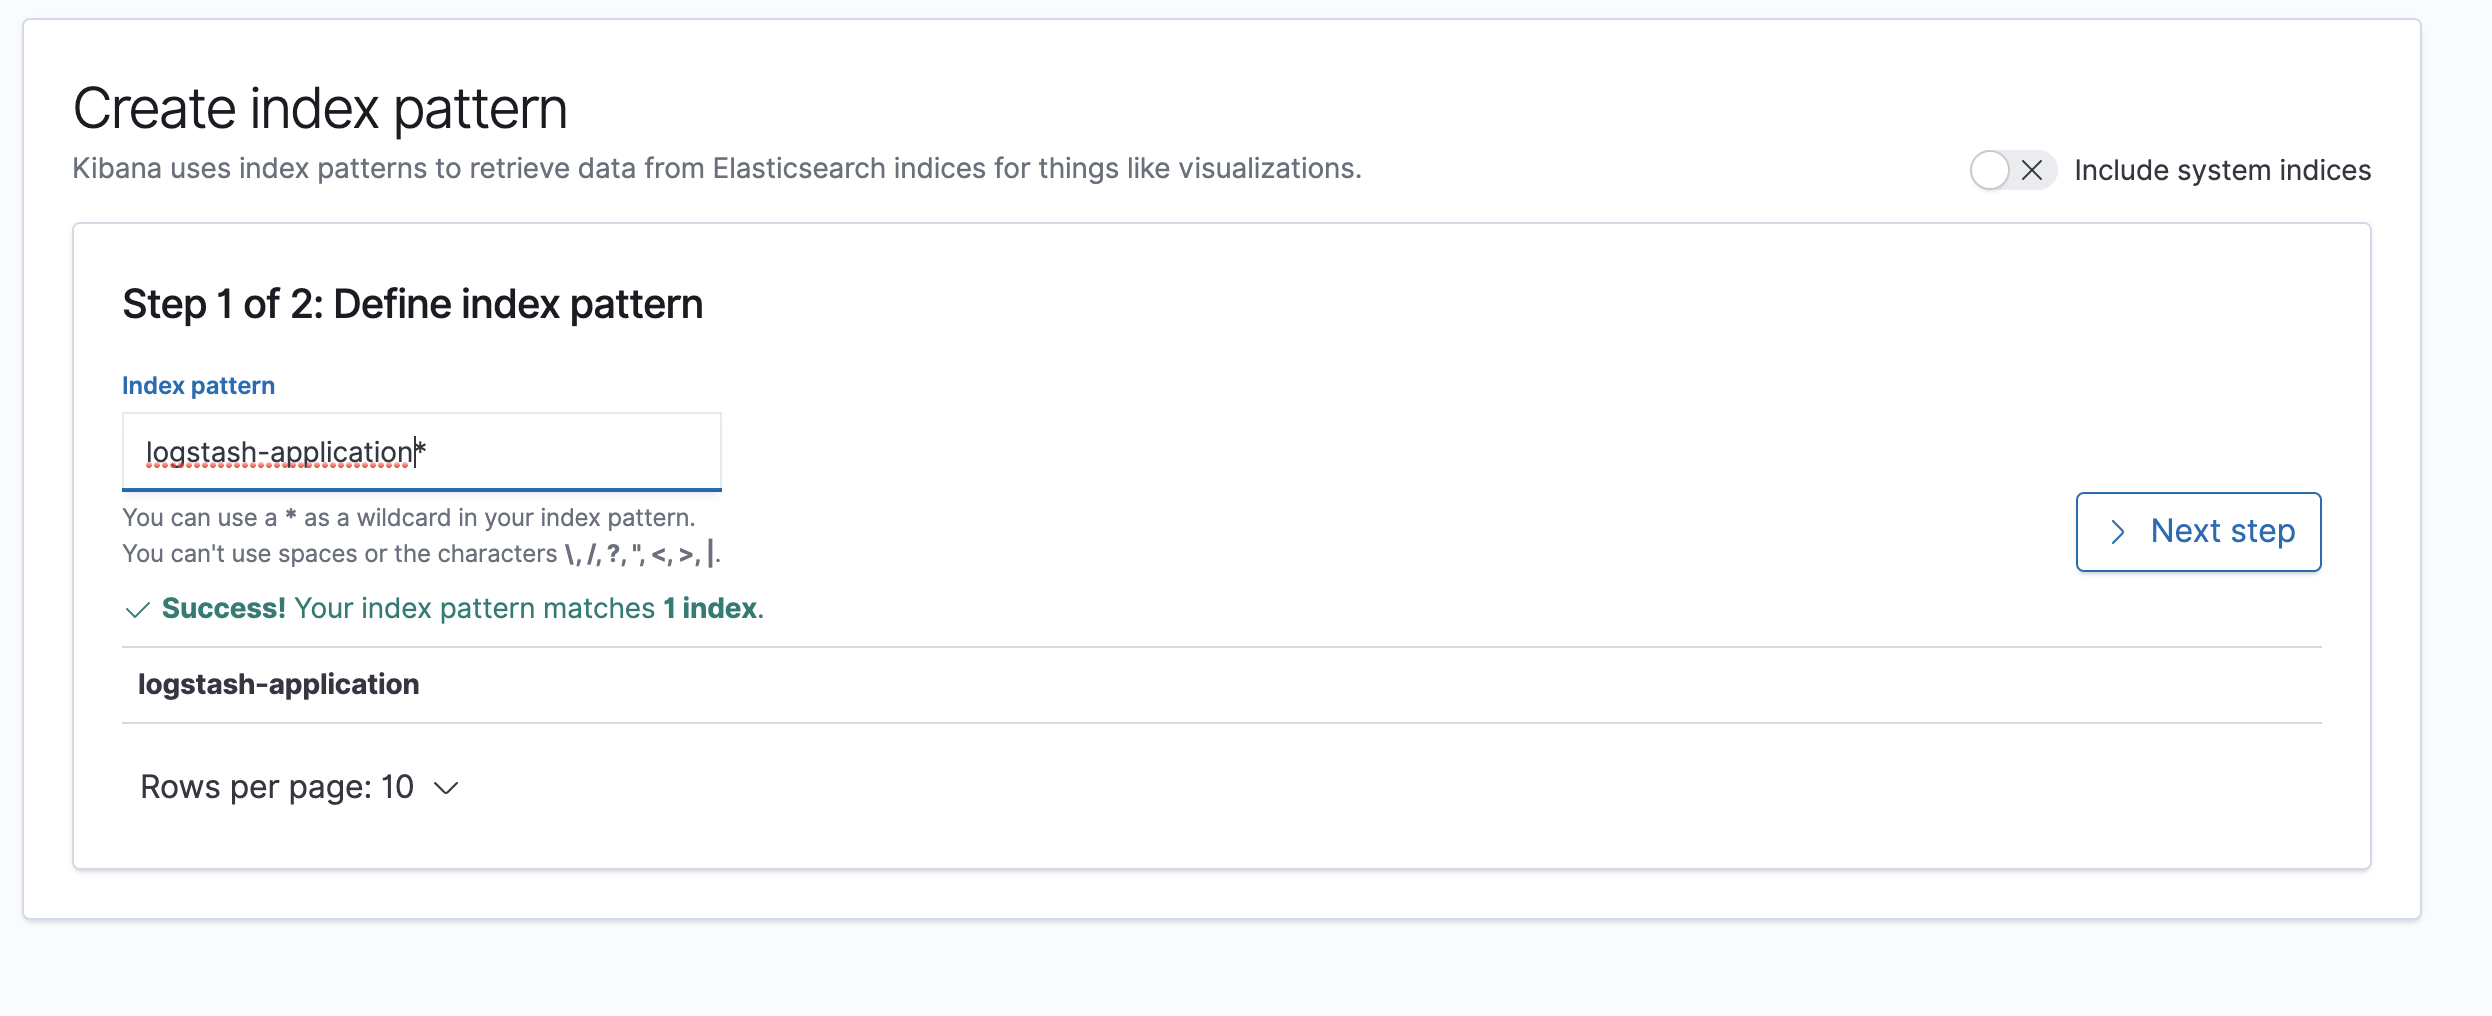 Create index pattern
Kibana uses index patterns to retrieve data from Elasticsearch indices for things like visualizations.
Include system indices
Step 1 of 2: Define index pattern
Index pattern
logstash-application*
You can use a * as a wildcard in your index pattern.
You can't use spaces or the characters \, /, ?, ", <, >, |.
Next step
Success! Your index pattern matches 1 index.
logstash-application
Rows per page: 10